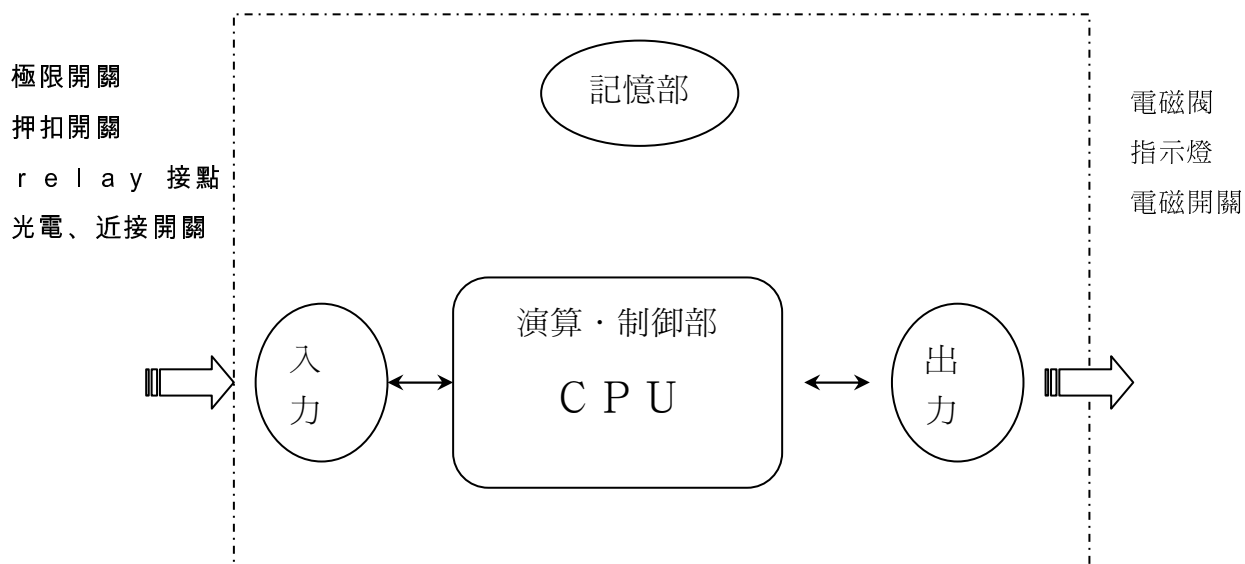 極限開關
押扣開關
ｒｅｌａｙ 接點
光電、近接開關
記憶部
電磁閥
指示燈
電磁開關
入
力
演算‧制御部
ＣＰＵ
出
力